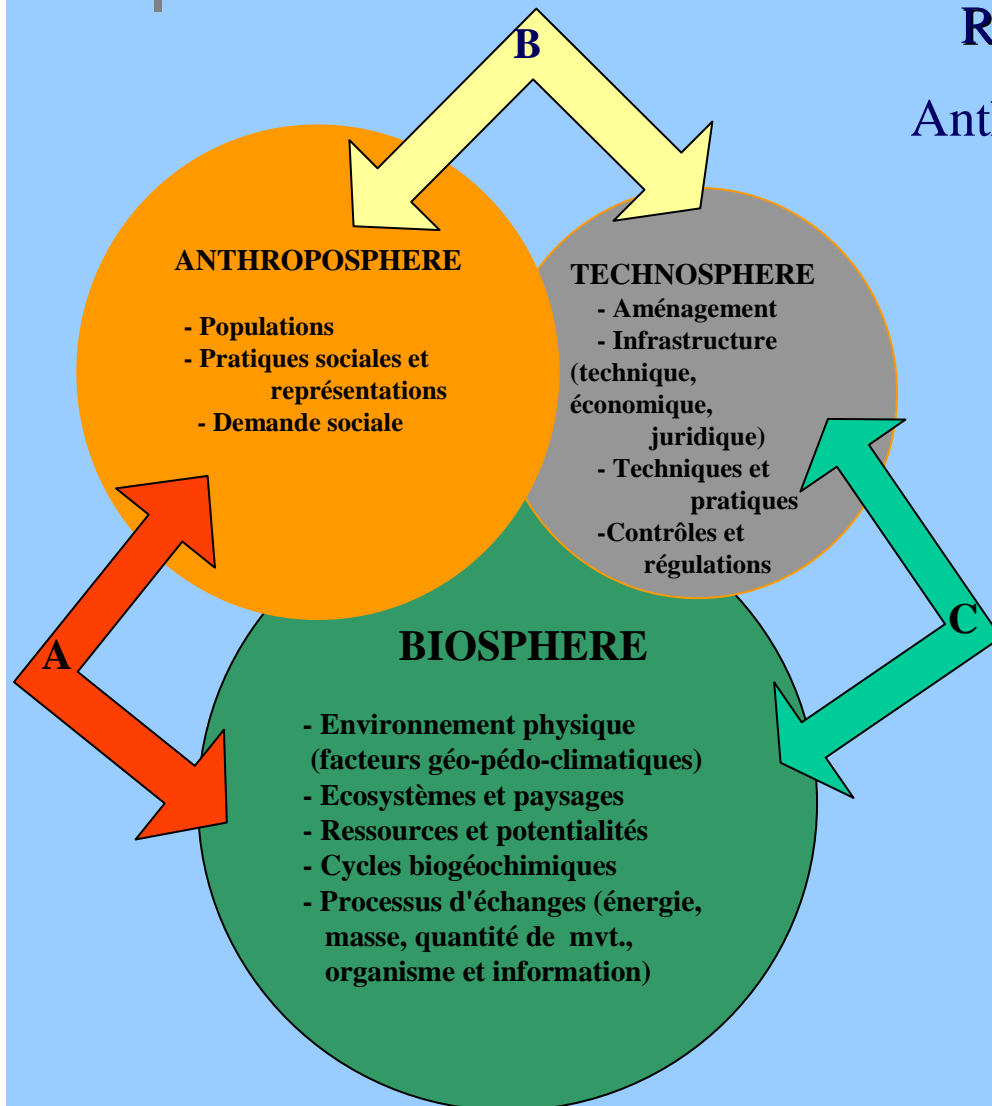 B
R
Ant
ANTHROPOSPHERE
- Populations
- Pratiques sociales et
représentations
- Demande sociale
TECHNOSPHERE
- Aménagement
- Infrastructure
(technique,
économique,
juridique)
- Techniques et
pratiques
-Contrôles et
régulations
A
C
BIOSPHERE
- Environnement physique
(facteurs géo-pédo-climatiques)
- Ecosystèmes et paysages
- Ressources et potentialités
- Cycles biogéochimiques
- Processus d'échanges (énergie,
masse, quantité de mvt.,
organisme et information)